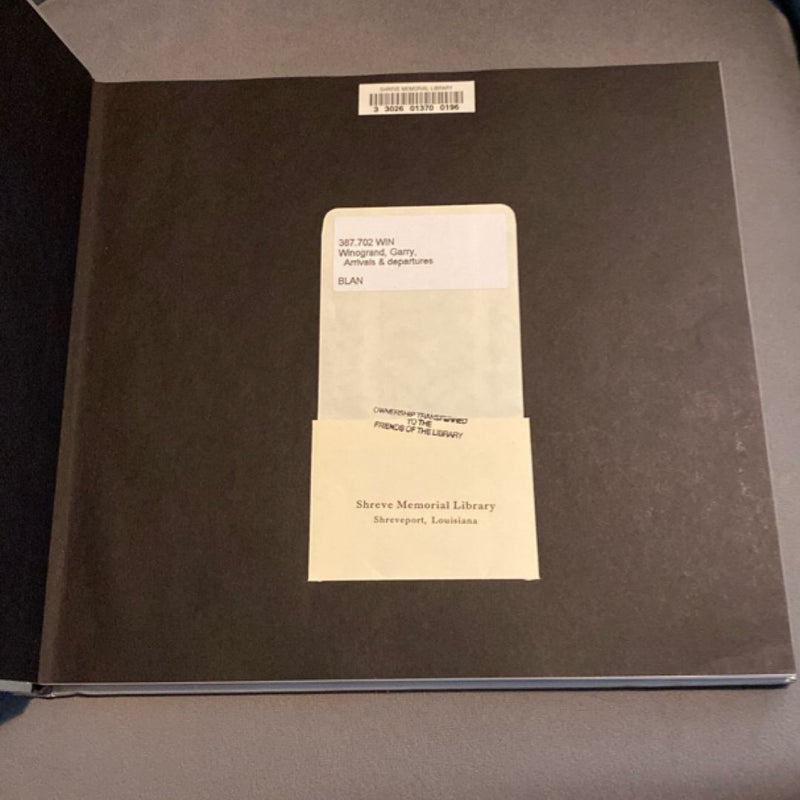 SHREVE MEMORIAL LIBRARY
3 3026 01370 0196
387.702 WIN
Winogrand, Garry,
Arrivals & departures
BLAN
OWNERSHIP TRANSFERRED
TO THE
FRIENDS OF THE LIBRARY
Shreve Memorial Library
Shreveport, Louisiana